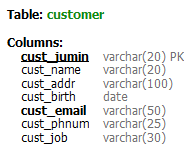 Table: customer
Columns:
cust_jumin varchar(20) PK
cust_name varchar(20)
cust_addr varchar(100)
cust_birth date
cust_email varchar(50)
cust_phnum varchar(25)
cust_job varchar(30)